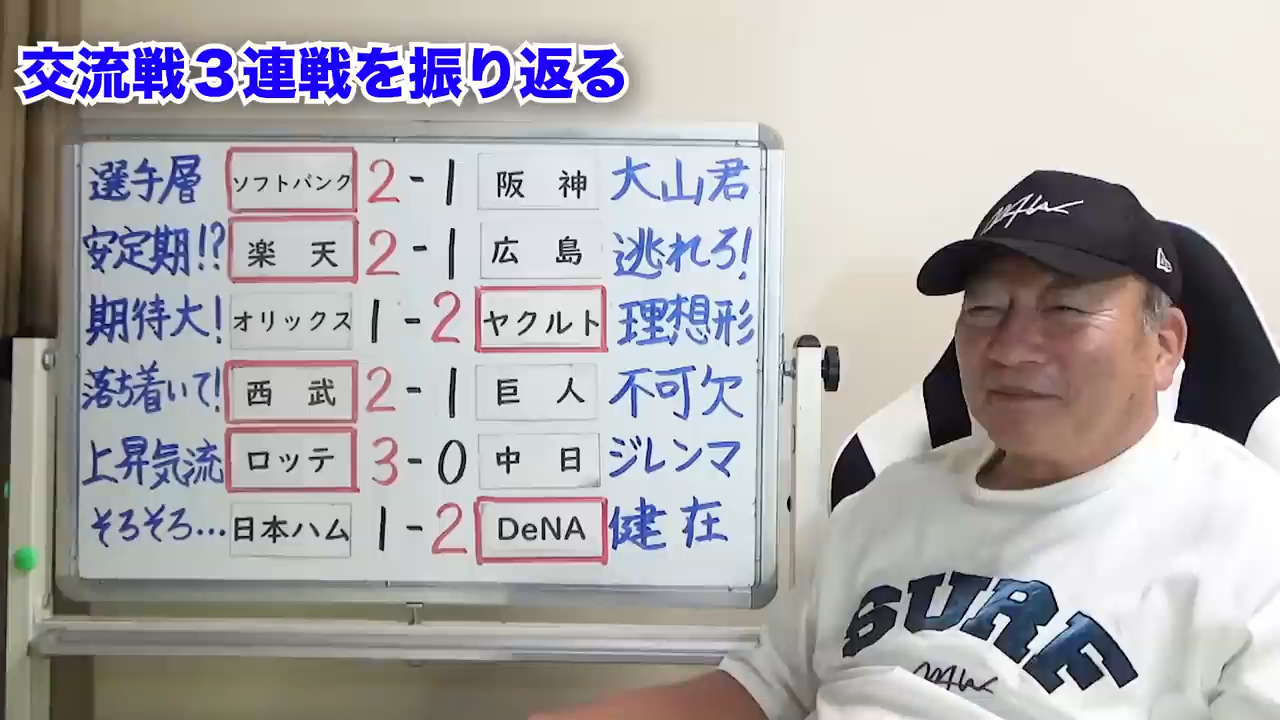 交流戦3連戦を振り返る
選手層 ソフトバンク 2-1 阪神 大山君
安定期!? 楽天 2-1 広島 逃れろ!
期待大! オリックス 1-2 ヤクルト 理想形
落ち着いて! 西武 2-1 巨人 不可欠
上昇気流 ロッテ 3-0 中日 ジレンマ
そろそろ… 日本ハム 1-2 DeNA 健在
SURF